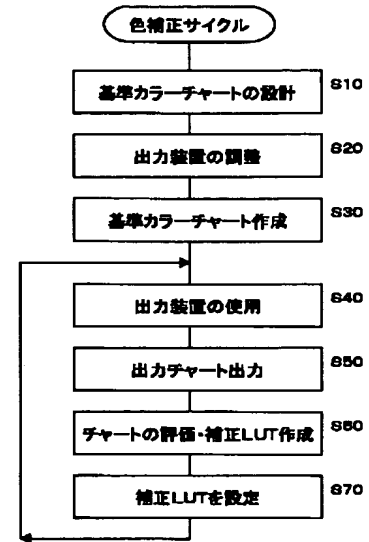 色補正サイクル
基準カラーチャートの設計 S10
出力装置の調整 S20
基準カラーチャート作成 S30
出力装置の使用 S40
出力チャート出力 S50
チャートの評価・補正LUT作成 S60
補正LUTを設定 S70